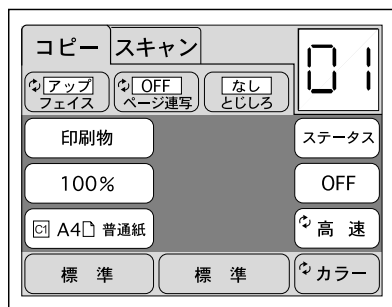 コピー スキャン
01
アップ フェイス
OFF ページ連写
なし とじしろ
印刷物
ステータス
100%
OFF
C1 A4 普通紙
高 速
標 準
標 準
カラー